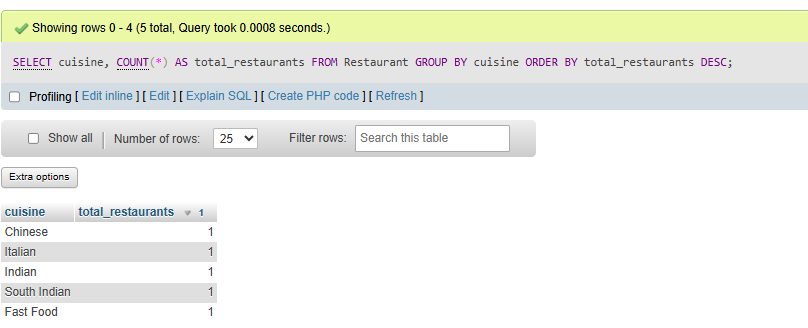 Showing rows 0 - 4 (5 total, Query took 0.0008 seconds.)
SELECT cuisine, COUNT(*) AS total_restaurants FROM Restaurant GROUP BY cuisine ORDER BY total_restaurants DESC;
Profiling [ Edit inline ] [ Edit ] [ Explain SQL ] [ Create PHP code ] [ Refresh ]
Show all Number of rows: 25 Filter rows: Search this table
Extra options
cuisine total_restaurants 1
Chinese 1
Italian 1
Indian 1
South Indian 1
Fast Food 1